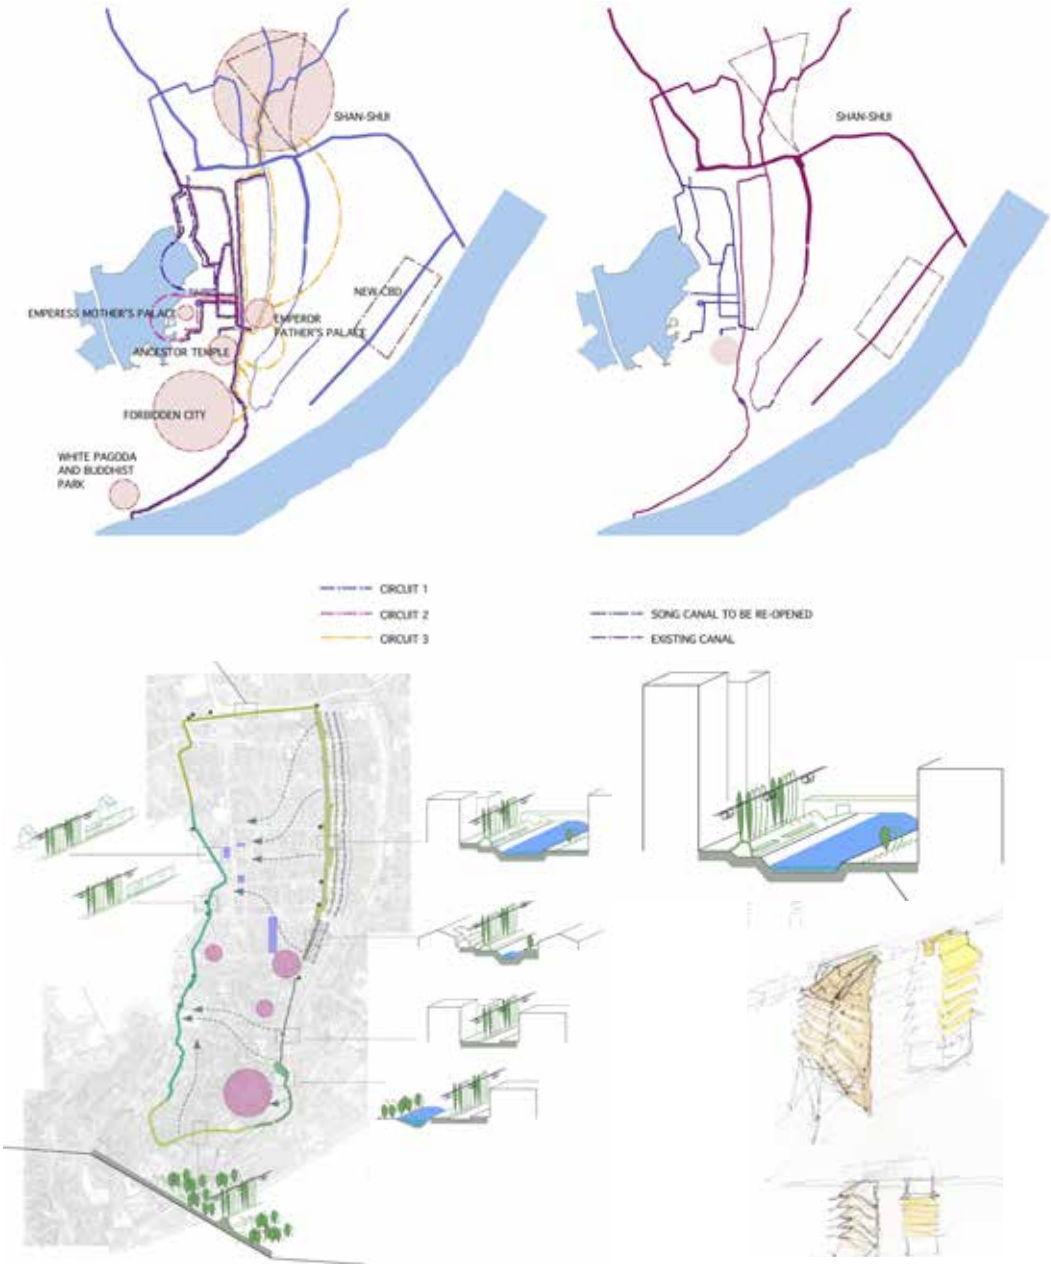 SHAN-SHUI
SHAN-SHUI
NEW CBD
EMPERESS MOTHER'S PALACE
EMPEROR
FATHER'S PALACE
ANCESTOR TEMPLE
FORBIDDEN CITY
WHITE PAGODA
AND BUDDHIST
PARK
CIRCUIT 1
CIRCUIT 2
CIRCUIT 3
SONG CANAL TO BE RE-OPENED
EXISTING CANAL